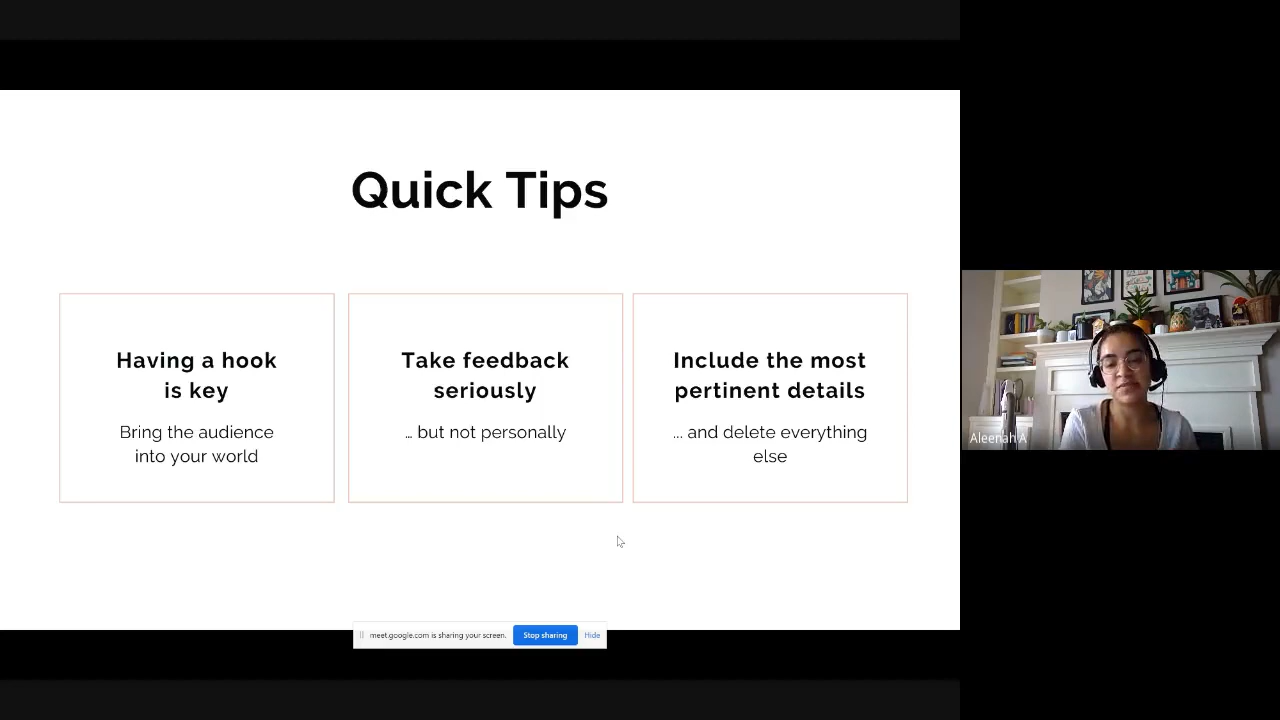 Quick Tips
Having a hook
is key
Bring the audience
into your world
Take feedback
seriously
... but not personally
Include the most
pertinent details
... and delete everything
else
Aleenah A
meet.google.com is sharing your screen.
Stop sharing
Hide